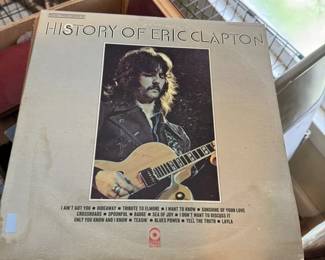 HISTORY OF ERIC CLAPTON
I AIN'T GOT YOU ★ HIDEAWAY ★ TRIBUTE TO ELMORE ★ I WANT TO KNOW ★ SUNSHINE OF YOUR LOVE
CROSSROADS ★ SPOONFUL ★ BADGE ★ SEA OF JOY ★ I DON'T WANT TO DISCUSS IT
ONLY YOU KNOW AND I KNOW ★ TEASIN' ★ BLUES POWER ★ TELL THE TRUTH ★ LAYLA